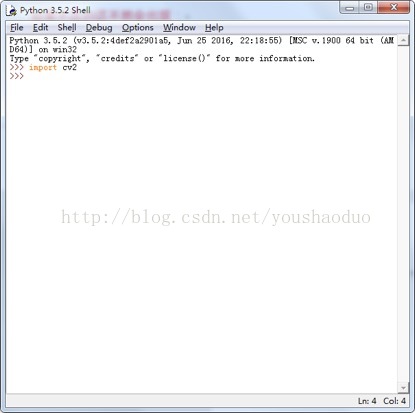 Python 3.5.2 Shell
File Edit Shell Debug Options Window Help
Python 3.5.2 (v3.5.2:4def2a2901a5, Jun 25 2016, 22:18:55) [MSC v.1900 64 bit (AM
D64)] on win32
Type "copyright", "credits" or "license()" for more information.
>>> import cv2
>>>
http://blog.csdn.net/youshaoduo
Ln: 4 Col: 4